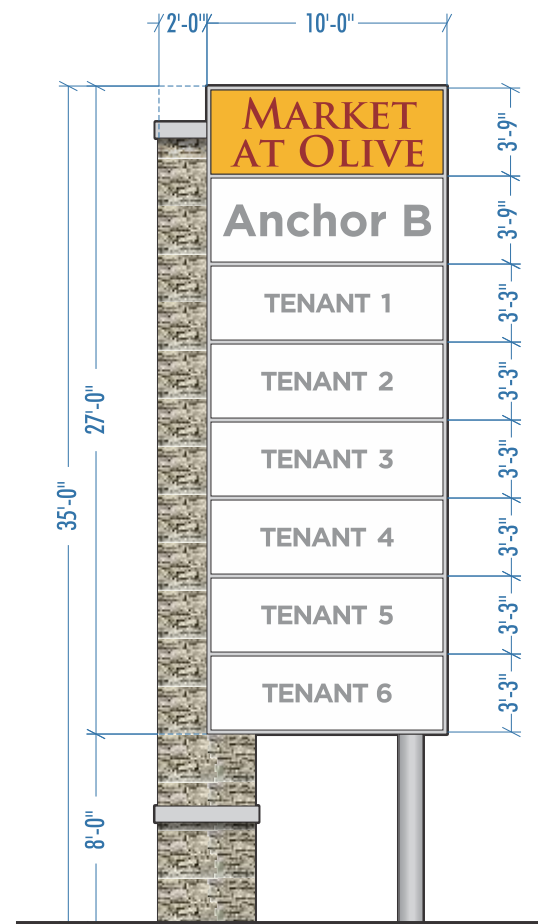 2'-0"
10'-0"
MARKET
AT OLIVE
3'-9"
Anchor B
3'-9"
TENANT 1
3'-3"
TENANT 2
3'-3"
27'-0"
TENANT 3
3'-3"
35'-0"
TENANT 4
3'-3"
TENANT 5
3'-3"
TENANT 6
3'-3"
8'-0"